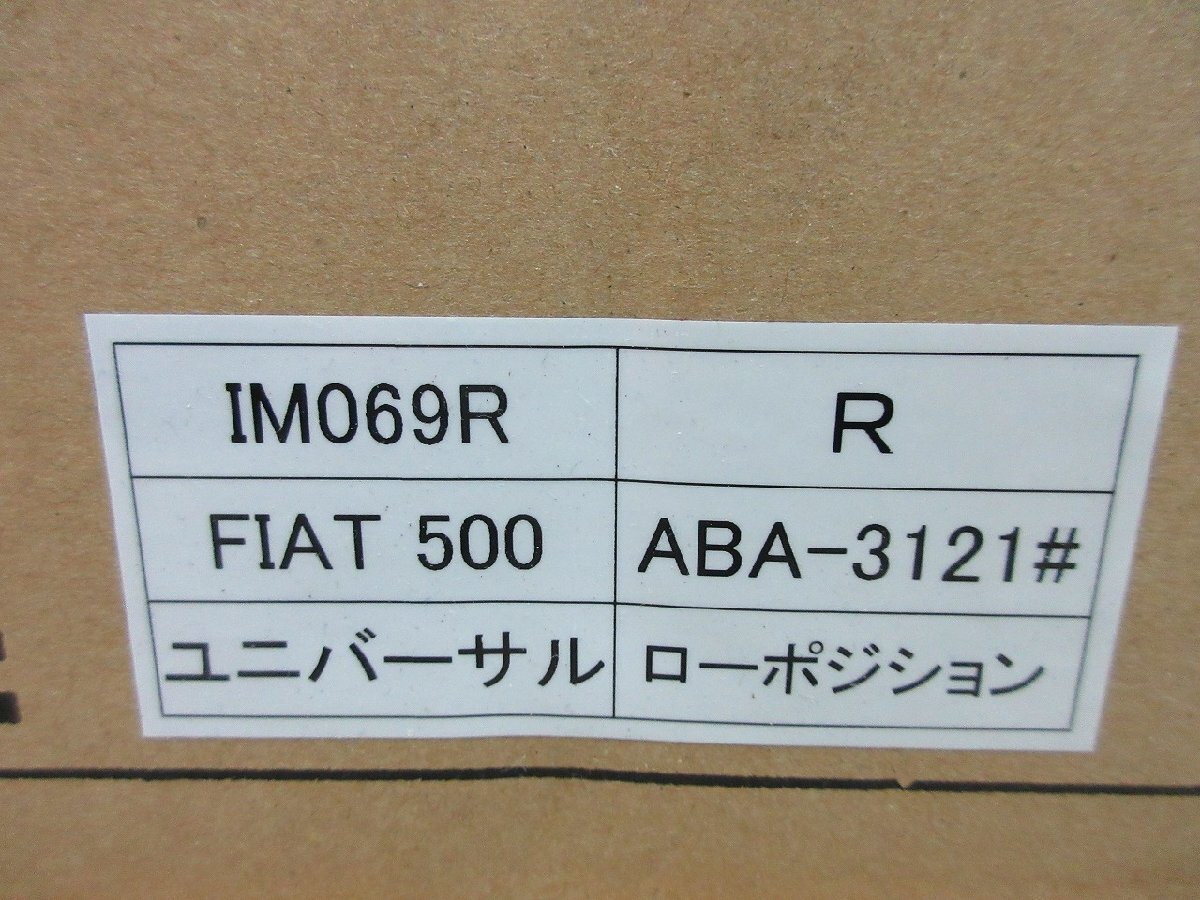 IM069R R
FIAT 500 ABA-3121#
ユニバーサル ローポジション